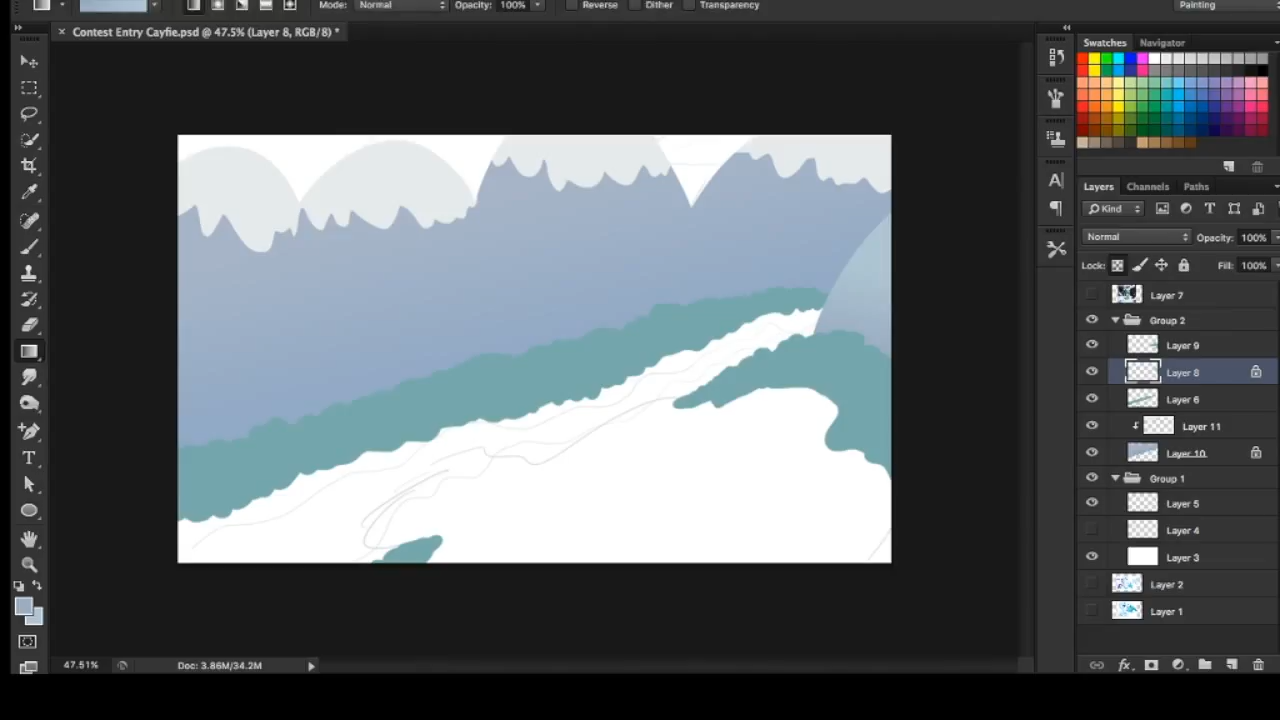 Mode: Normal Opacity: 100% Reverse Dither Transparency Painting
Contest Entry Cayfie.psd @ 47.5% (Layer 8, RGB/8) *
Swatches Navigator
Layers Channels Paths
Kind T
Normal Opacity: 100%
Lock: Fill: 100%
Layer 7
Group 2
Layer 9
Layer 8
Layer 6
Layer 11
Layer 10
Group 1
Layer 5
Layer 4
Layer 3
Layer 2
Layer 1
47.51% Doc: 3.86M/34.2M
fx